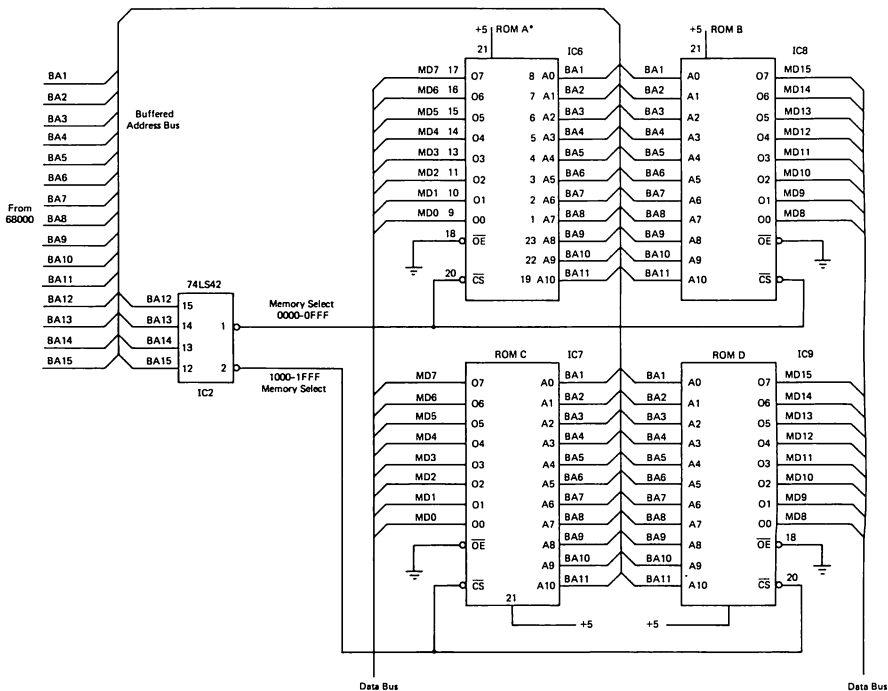 +5 ROM A*
21
IC6
+5 ROM B
21
IC8
BA1
BA2
BA3
BA4
BA5
BA6
BA7
BA8
BA9
BA10
BA11
BA12
BA13
BA14
BA15
From
68000
Buffered
Address Bus
74LS42
BA12 15
BA13 14 1
BA14 13
BA15 12 2
IC2
Memory Select
0000-0FFF
1000-1FFF
Memory Select
MD7 17 O7 8 A0 BA1 BA1 A0 O7 MD15
MD6 16 O6 7 A1 BA2 BA2 A1 O6 MD14
MD5 15 O5 6 A2 BA3 BA3 A2 O5 MD13
MD4 14 O4 5 A3 BA4 BA4 A3 O4 MD12
MD3 13 O3 4 A4 BA5 BA5 A4 O3 MD11
MD2 11 O2 3 A5 BA6 BA6 A5 O2 MD10
MD1 10 O1 2 A6 BA7 BA7 A6 O1 MD9
MD0 9 O0 1 A7 BA8 BA8 A7 O0 MD8
18 OE 23 A8 BA9 BA9 A8 OE
22 A9 BA10 BA10 A9
20 CS 19 A10 BA11 BA11 A10 CS
ROM C IC7
ROM D IC9
MD7 O7 A0 BA1 BA1 A0 O7 MD15
MD6 O6 A1 BA2 BA2 A1 O6 MD14
MD5 O5 A2 BA3 BA3 A2 O5 MD13
MD4 O4 A3 BA4 BA4 A3 O4 MD12
MD3 O3 A4 BA5 BA5 A4 O3 MD11
MD2 O2 A5 BA6 BA6 A5 O2 MD10
MD1 O1 A6 BA7 BA7 A6 O1 MD9
MD0 O0 A7 BA8 BA8 A7 O0 MD8
OE A8 BA9 BA9 A8 OE 18
A9 BA10 BA10 A9
CS A10 BA11 BA11 A10 CS 20
21
+5 +5
Data Bus
Data Bus